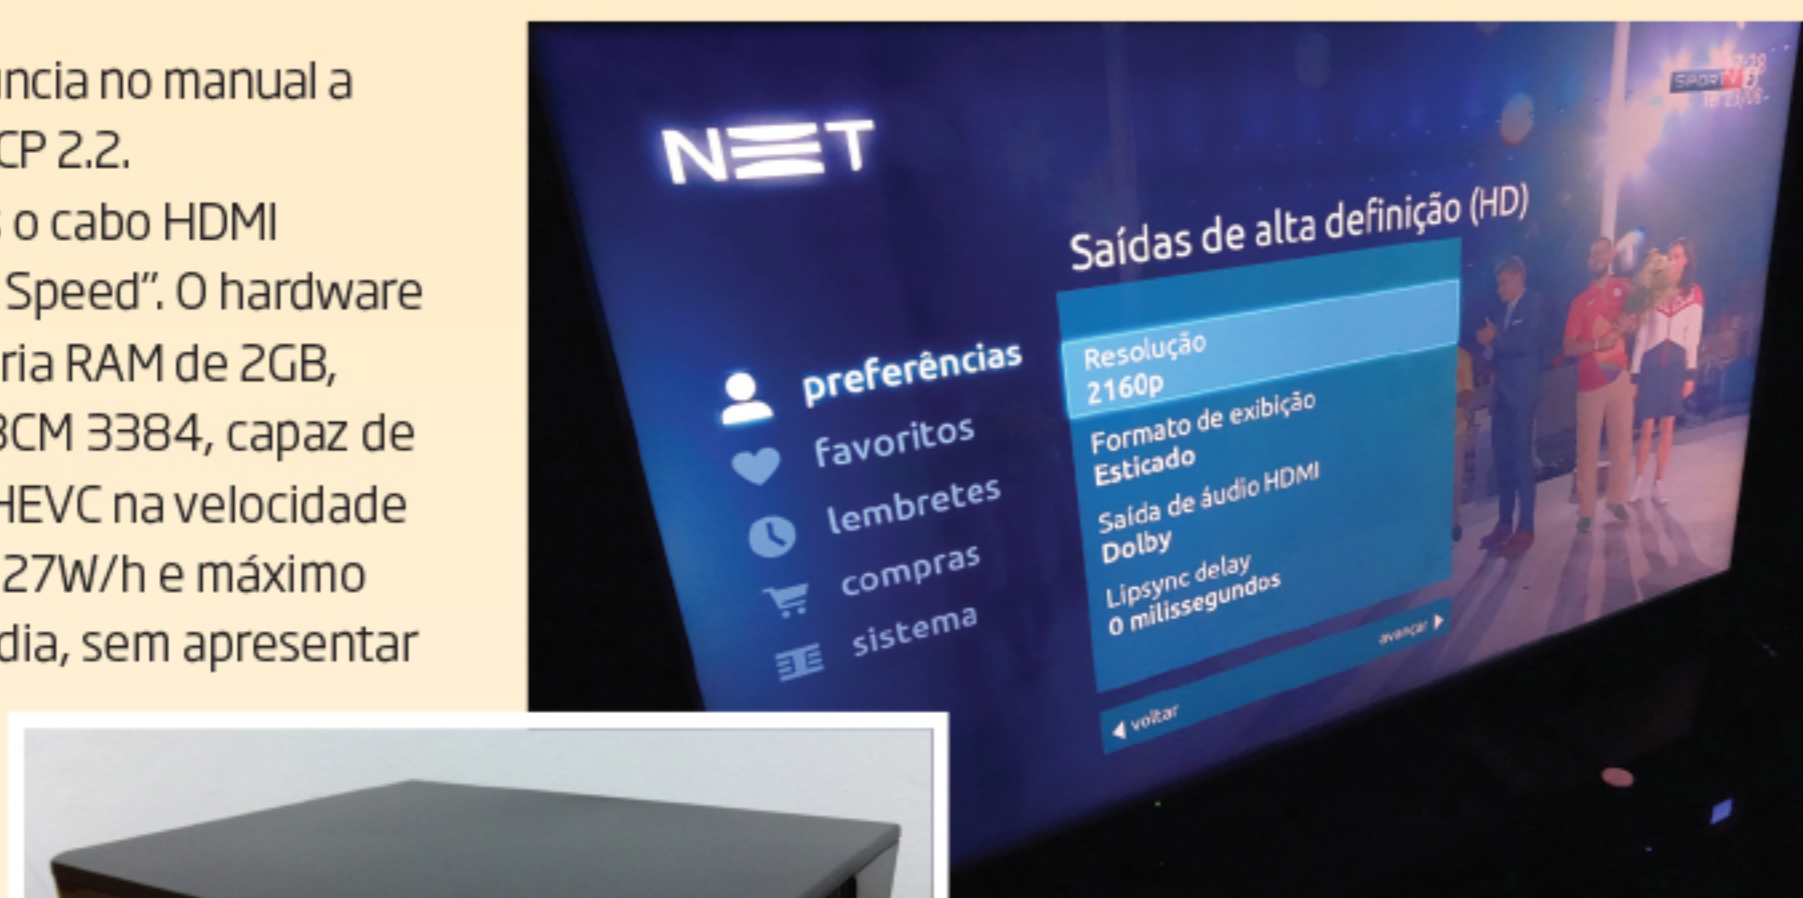 ncia no manual a
CP 2.2.
o cabo HDMI
Speed”. O hardware
ria RAM de 2GB,
BCM 3384, capaz de
HEVC na velocidade
27W/h e máximo
dia, sem apresentar
NET
Saídas de alta definição (HD)
Resolução
2160p
Formato de exibição
Esticado
Saída de áudio HDMI
Dolby
Lipsync delay
0 milissegundos
avançar
voltar
preferências
favoritos
lembretes
compras
sistema
SPORTV